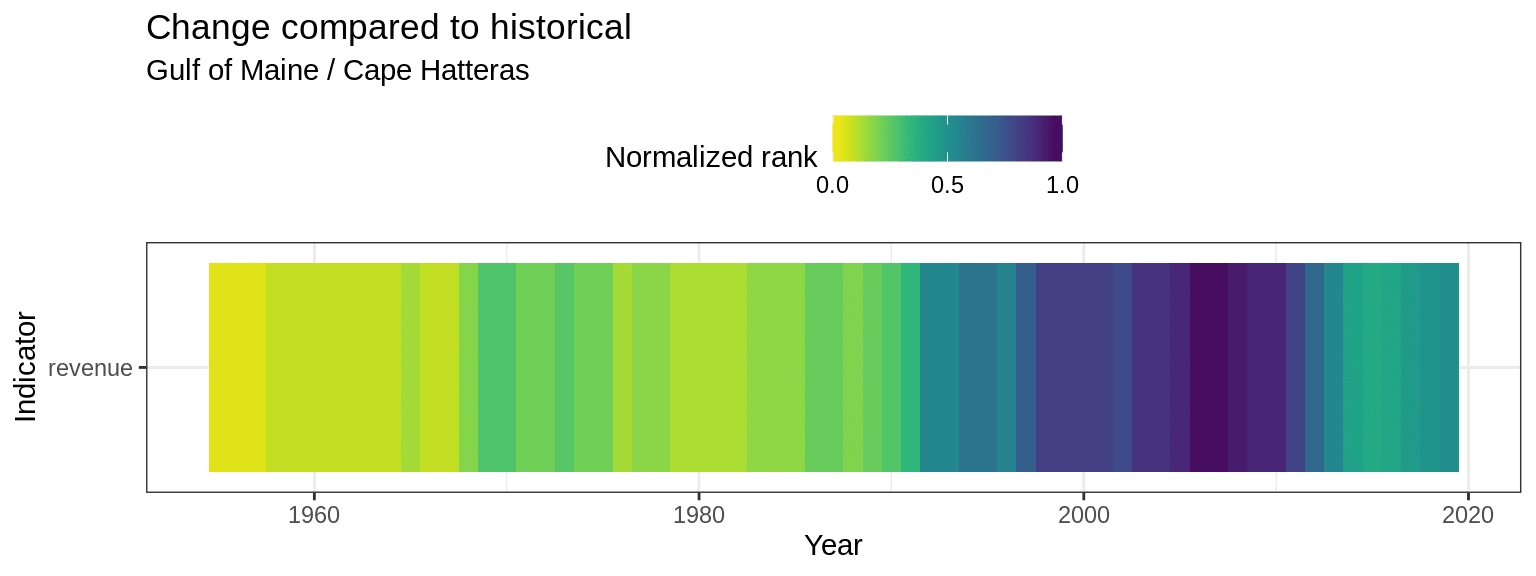 Change compared to historical
Gulf of Maine / Cape Hatteras
Normalized rank
0.0 0.5 1.0
Indicator
revenue
1960 1980 2000 2020
Year